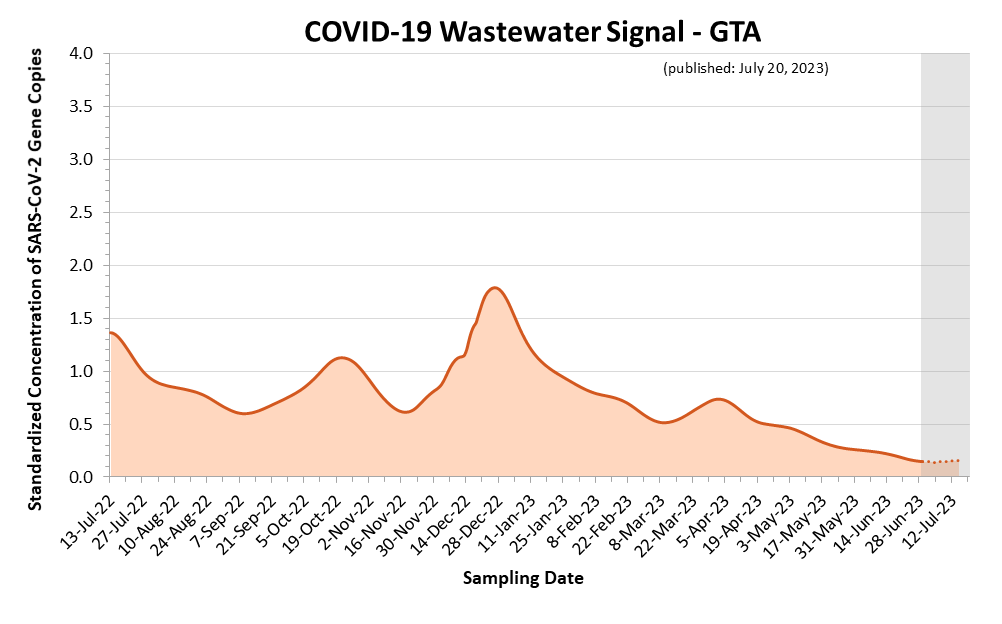 COVID-19 Wastewater Signal - GTA
(published: July 20, 2023)
Standardized Concentration of SARS-CoV-2 Gene Copies
4.0
3.5
3.0
2.5
2.0
1.5
1.0
0.5
0.0
13-Jul-22
27-Jul-22
10-Aug-22
24-Aug-22
7-Sep-22
21-Sep-22
5-Oct-22
19-Oct-22
2-Nov-22
16-Nov-22
30-Nov-22
14-Dec-22
28-Dec-22
11-Jan-23
25-Jan-23
8-Feb-23
22-Feb-23
8-Mar-23
22-Mar-23
5-Apr-23
19-Apr-23
3-May-23
17-May-23
31-May-23
14-Jun-23
28-Jun-23
12-Jul-23
Sampling Date